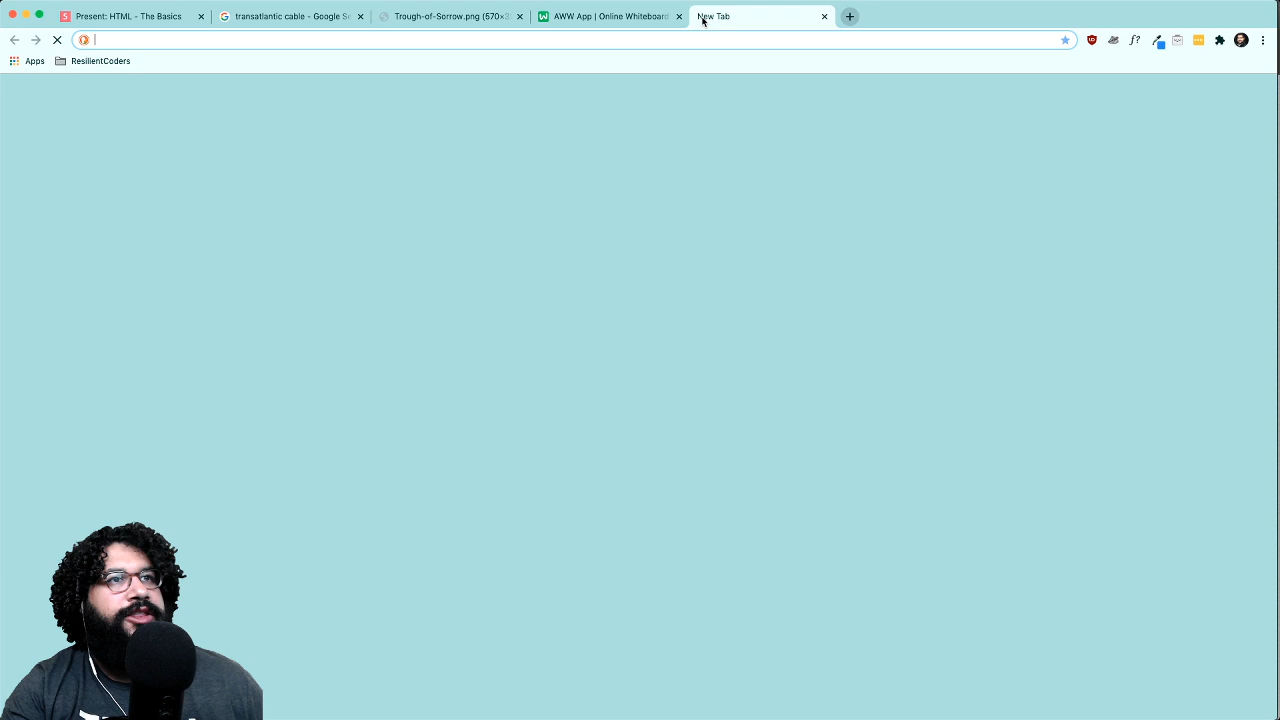 Present: HTML - The Basics
transatlantic cable - Google Se
Trough-of-Sorrow.png (570×3
AWW App | Online Whiteboard
New Tab
Apps
ResilientCoders